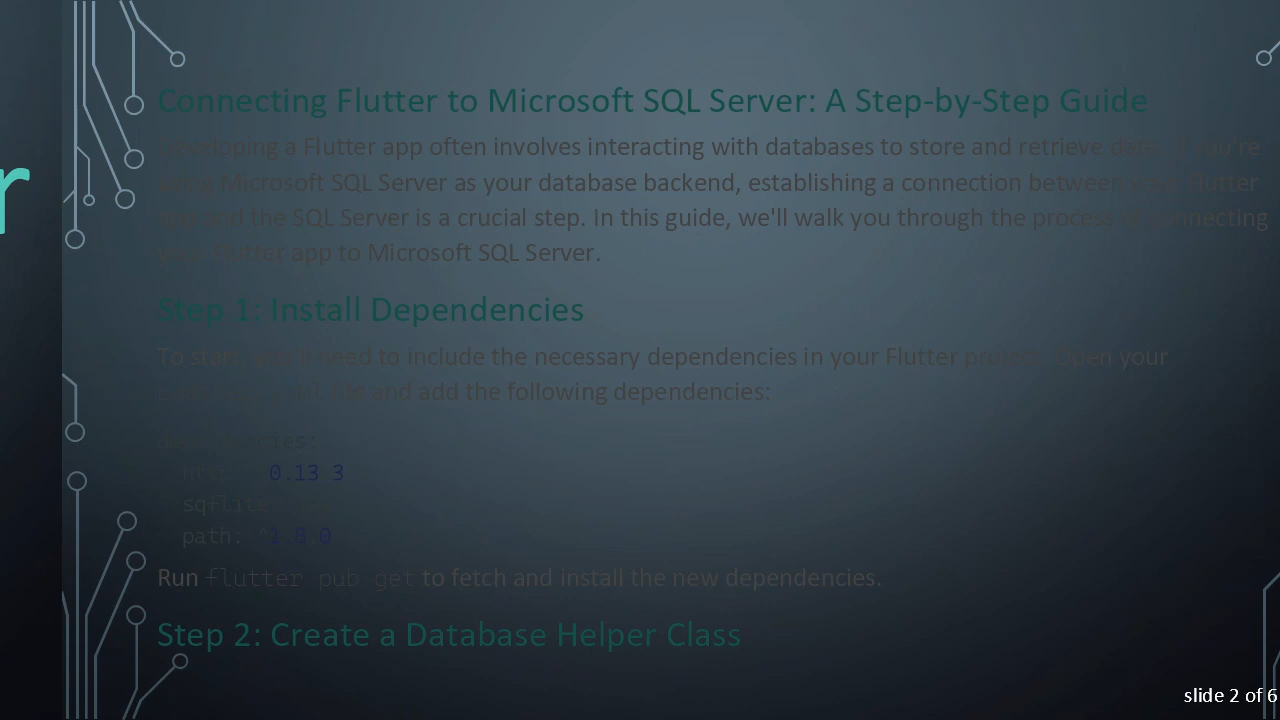 r
Connecting Flutter to Microsoft SQL Server: A Step-by-Step Guide
Developing a Flutter app often involves interacting with databases to store and retrieve data. If you're
Microsoft SQL Server as your database backend, establishing a connection between your Flutter
app and the SQL Server is a crucial step. In this guide, we'll walk you through the process of connecting
your Flutter app to Microsoft SQL Server.
Step 1: Install Dependencies
To start, you'll need to include the necessary dependencies in your Flutter project. Open your
file and add the following dependencies:
dependencies:
http: ^0.13.3
sqflite:
path: ^1.8.0
Run flutter pub get to fetch and install the new dependencies.
Step 2: Create a Database Helper Class
slide 2 of 6